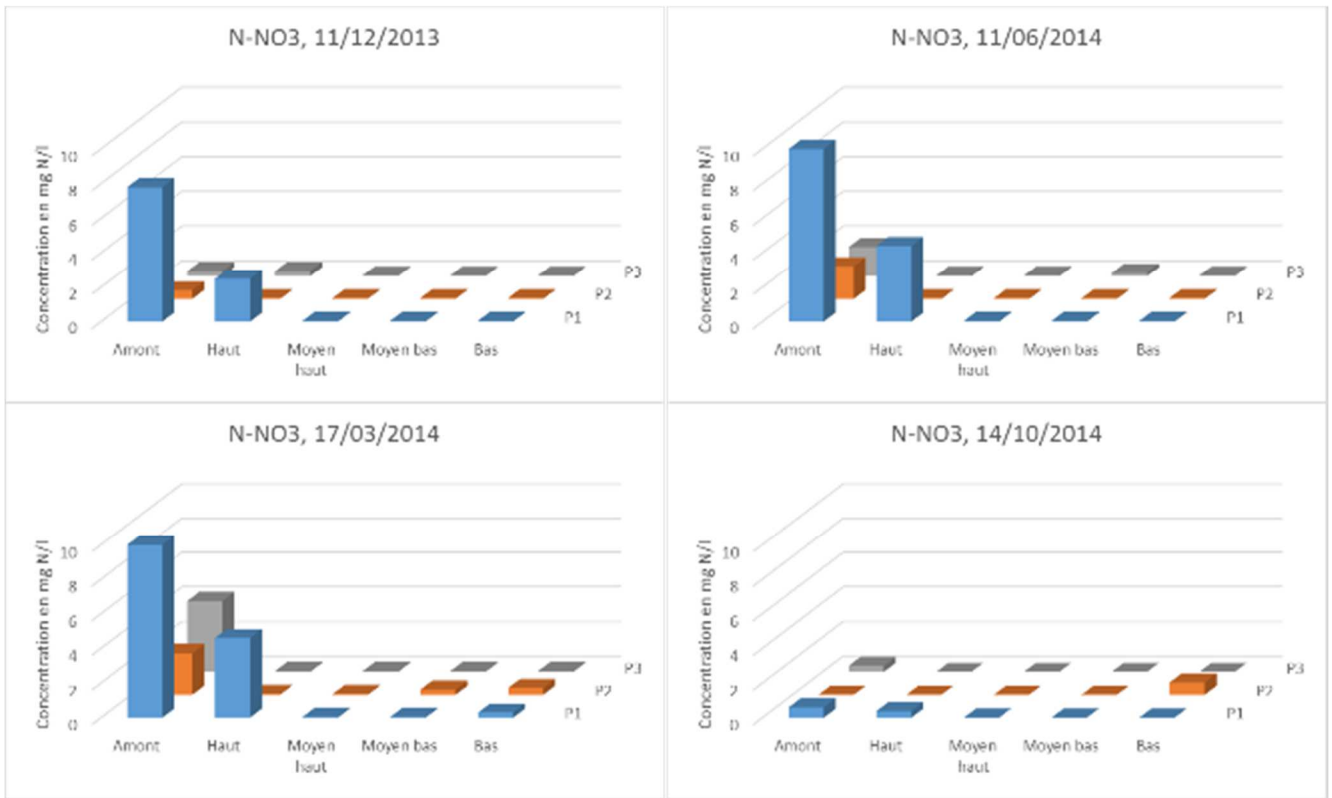 N-NO3, 11/12/2013
Concentration en mg N/l
10
8
6
4
2
0
P3
P2
P1
Amont Haut Moyen haut Moyen bas Bas
N-NO3, 11/06/2014
Concentration en mg N/l
10
8
6
4
2
0
P3
P2
P1
Amont Haut Moyen haut Moyen bas Bas
N-NO3, 17/03/2014
Concentration en mg N/l
10
8
6
4
2
0
P3
P2
P1
Amont Haut Moyen haut Moyen bas Bas
N-NO3, 14/10/2014
Concentration en mg N/l
10
8
6
4
2
0
P3
P2
P1
Amont Haut Moyen haut Moyen bas Bas